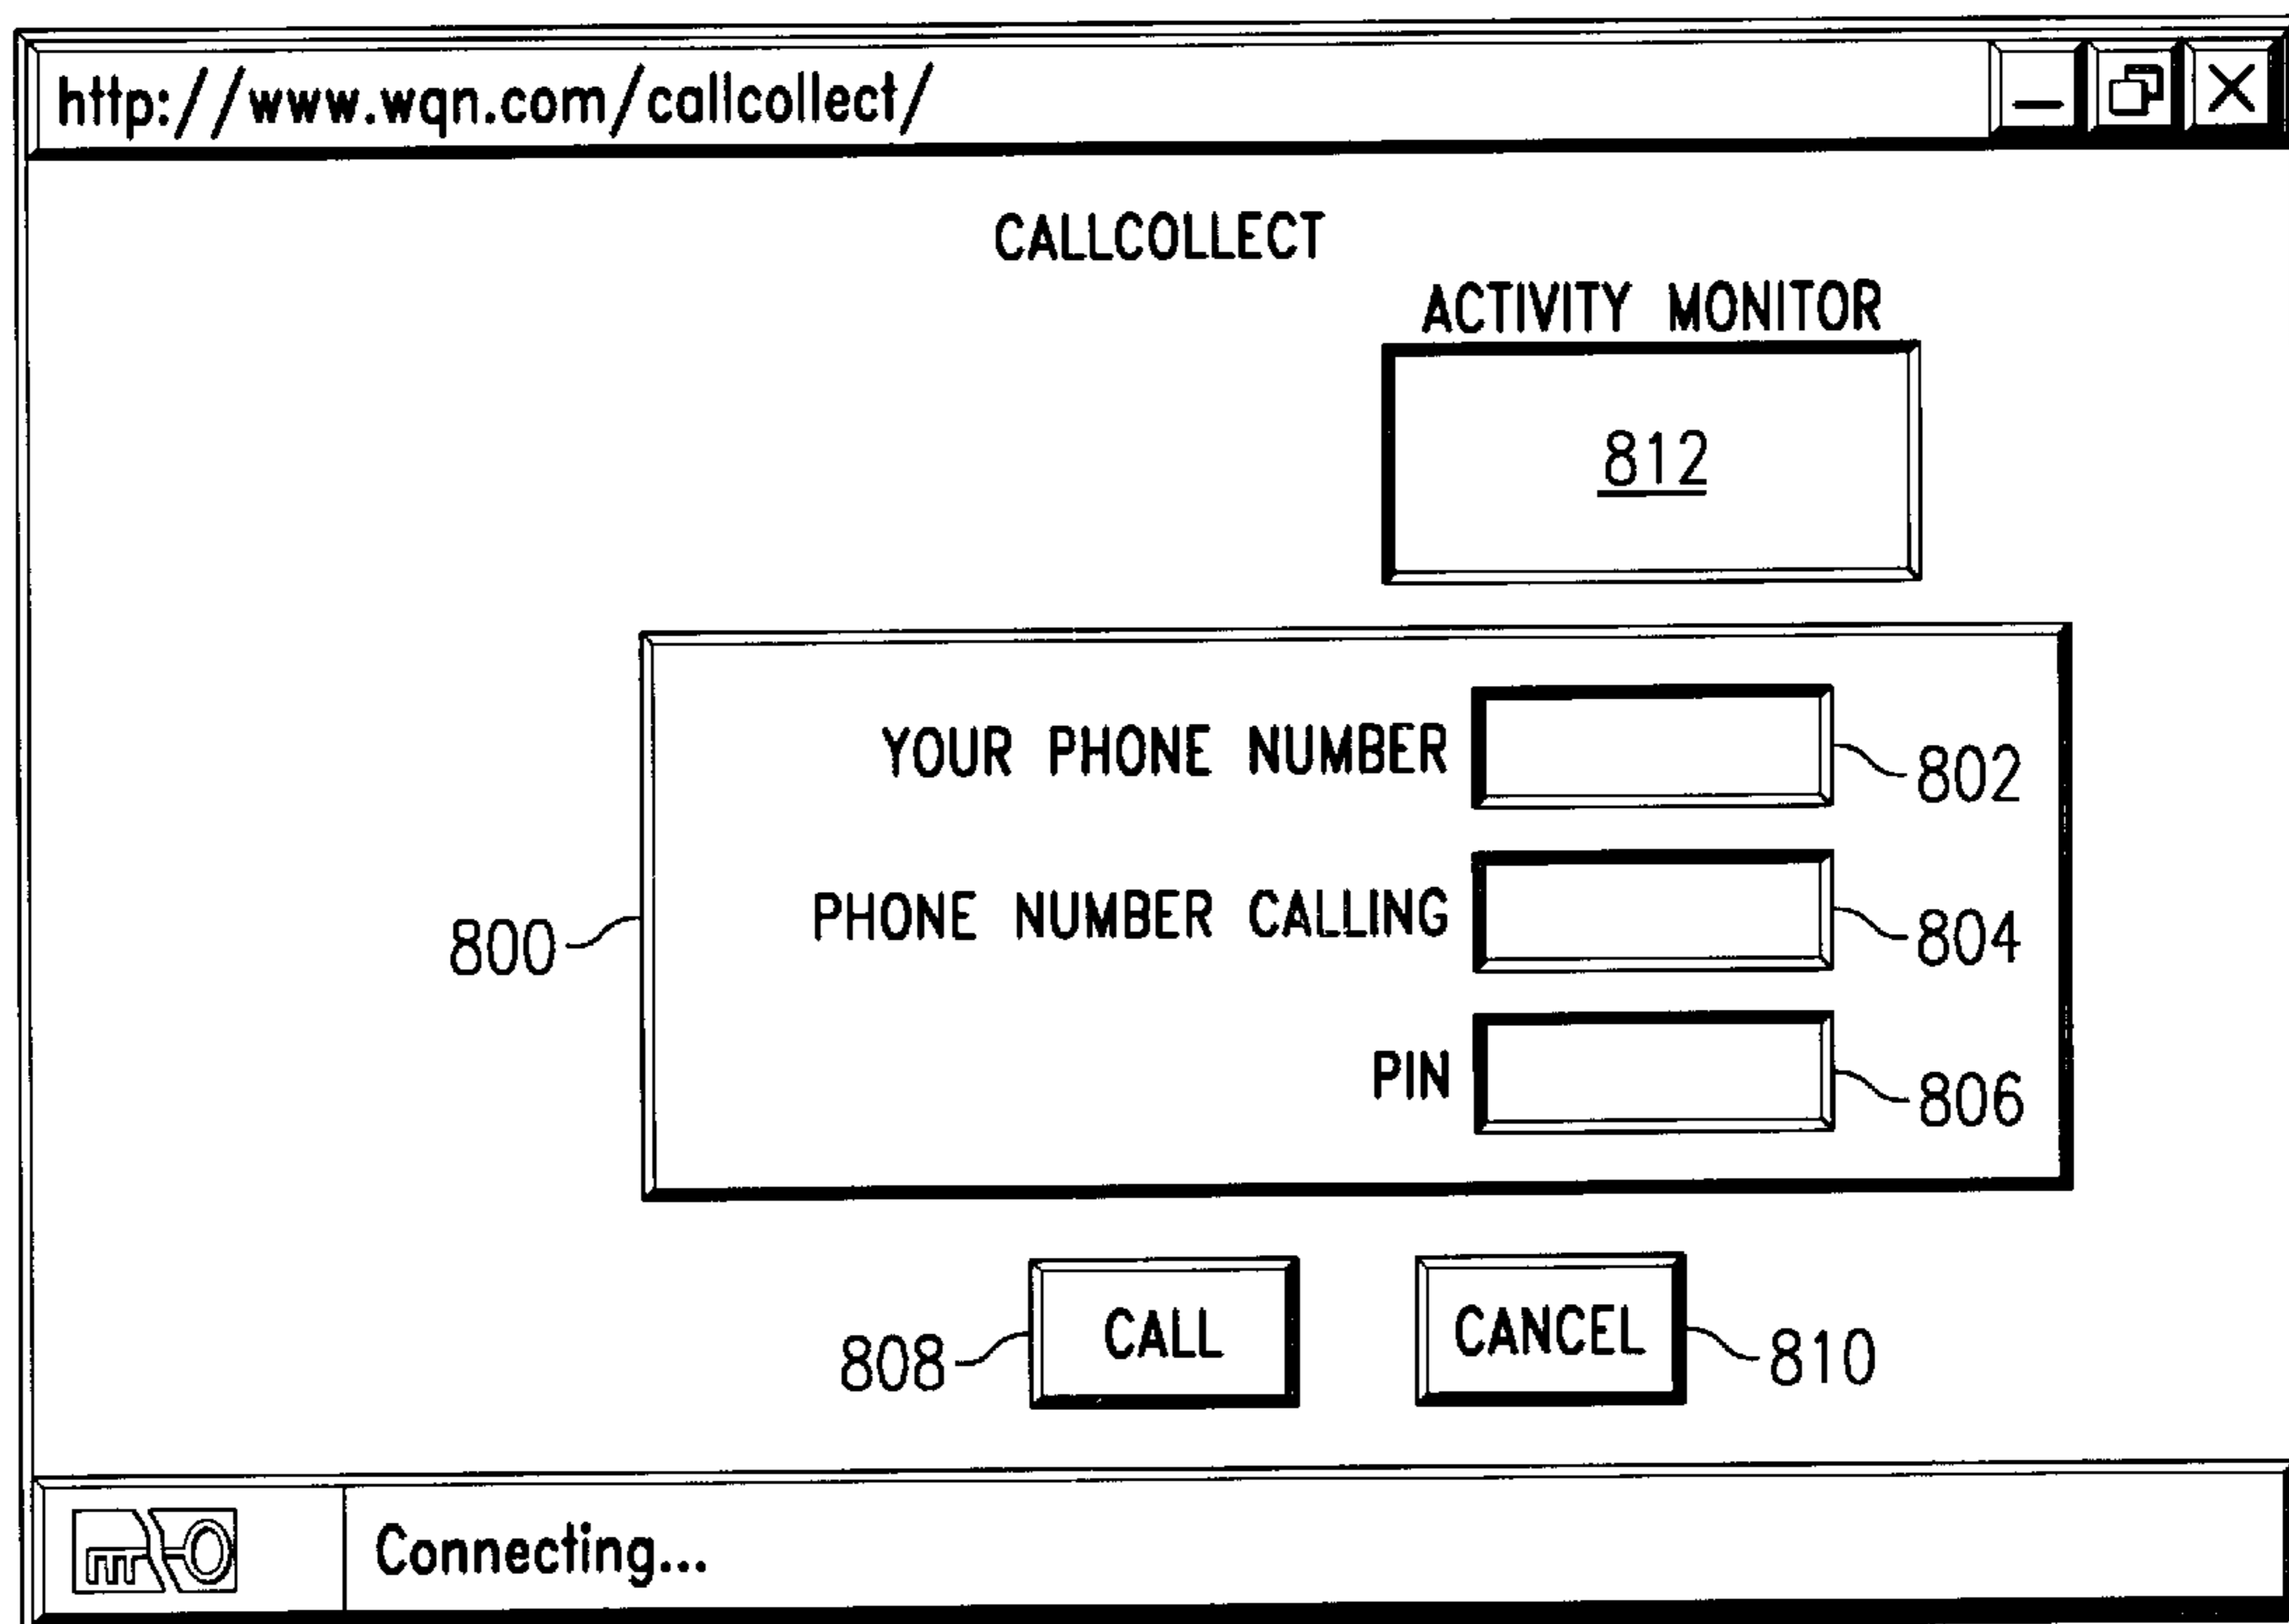 http://www.wqn.com/callcollect/
CALLCOLLECT
ACTIVITY MONITOR
812
YOUR PHONE NUMBER 802
800 PHONE NUMBER CALLING 804
PIN 806
808 CALL CANCEL 810
Connecting...